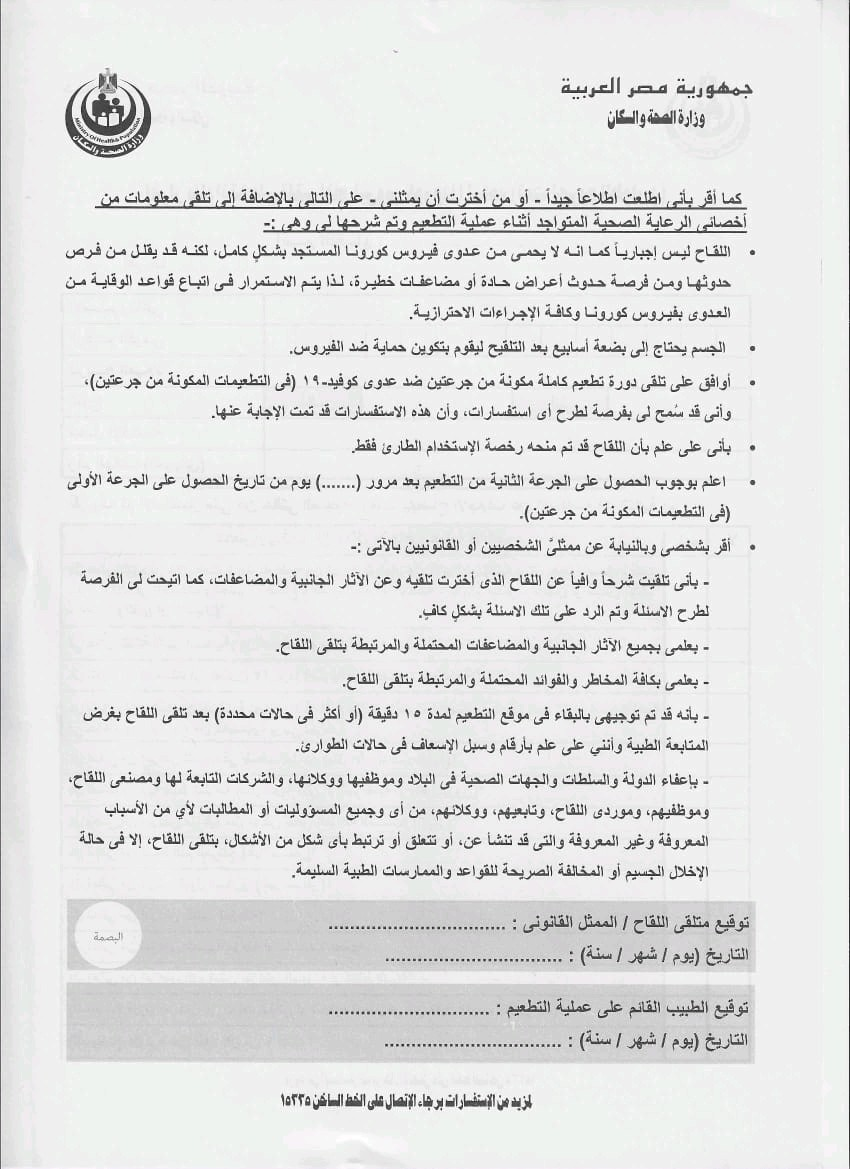 جمهورية مصر العربية
وزارة الصحة والسكان
Ministry Of Health & Population
وزارة الصحة والسكان
كما أقر بأنى اطلعت اطلاعاً جيداً - أو من أخترت أن يمثلنى - على التالى بالإضافة إلى تلقى معلومات من
أخصائى الرعاية الصحية المتواجد أثناء عملية التطعيم وتم شرحها لى وهى :-
• اللقاح ليس إجبارياً كما انه لا يحمى من عدوى فيروس كورونا المستجد بشكلٍ كامل، لكنه قد يقلل من فرص
حدوثها ومن فرصة حدوث أعراض حادة أو مضاعفات خطيرة، لذا يتم الاستمرار فى اتباع قواعد الوقاية من
العدوى بفيروس كورونا وكافة الإجراءات الاحترازية.
• الجسم يحتاج إلى بضعة أسابيع بعد التلقيح ليقوم بتكوين حماية ضد الفيروس.
• أوافق على تلقى دورة تطعيم كاملة مكونة من جرعتين ضد عدوى كوفيد-١٩ (فى التطعيمات المكونة من جرعتين)،
وأنى قد سُمح لى بفرصة لطرح أى استفسارات، وأن هذه الاستفسارات قد تمت الإجابة عنها.
• بأنى على علم بأن اللقاح قد تم منحه رخصة الإستخدام الطارئ فقط.
• اعلم بوجوب الحصول على الجرعة الثانية من التطعيم بعد مرور (.......) يوم من تاريخ الحصول على الجرعة الأولى
(فى التطعيمات المكونة من جرعتين).
• أقر بشخصى وبالنيابة عن ممثلىَّ الشخصيين أو القانونيين بالآتى :-
- بأنى تلقيت شرحاً وافياً عن اللقاح الذى أخترت تلقيه وعن الآثار الجانبية والمضاعفات، كما اتيحت لى الفرصة
لطرح الاسئلة وتم الرد على تلك الاسئلة بشكلٍ كافٍ.
- بعلمى بجميع الآثار الجانبية والمضاعفات المحتملة والمرتبطة بتلقى اللقاح.
- بعلمى بكافة المخاطر والفوائد المحتملة والمرتبطة بتلقى اللقاح.
- بأنه قد تم توجيهى بالبقاء فى موقع التطعيم لمدة ١٥ دقيقة (أو أكثر فى حالات محددة) بعد تلقى اللقاح بغرض
المتابعة الطبية وأنني على علم بأرقام وسبل الإسعاف فى حالات الطوارئ.
- بإعفاء الدولة والسلطات والجهات الصحية فى البلاد وموظفيها ووكلائها، والشركات التابعة لها ومصنعى اللقاح،
وموظفيهم، وموردى اللقاح، وتابعيهم، ووكلائهم، من أى وجميع المسؤوليات أو المطالبات لأي من الأسباب
المعروفة وغير المعروفة والتى قد تنشأ عن، أو تتعلق أو ترتبط بأى شكل من الأشكال، بتلقى اللقاح، إلا فى حالة
الإخلال الجسيم أو المخالفة الصريحة للقواعد والممارسات الطبية السليمة.
توقيع متلقى اللقاح / الممثل القانونى : .................................
البصمة
التاريخ (يوم / شهر / سنة) : .................................
توقيع الطبيب القائم على عملية التطعيم : .............................
التاريخ (يوم / شهر / سنة) : .................................
لمزيد من الإستفسارات برجاء الإتصال على الخط الساخن ١٥٣٣٥